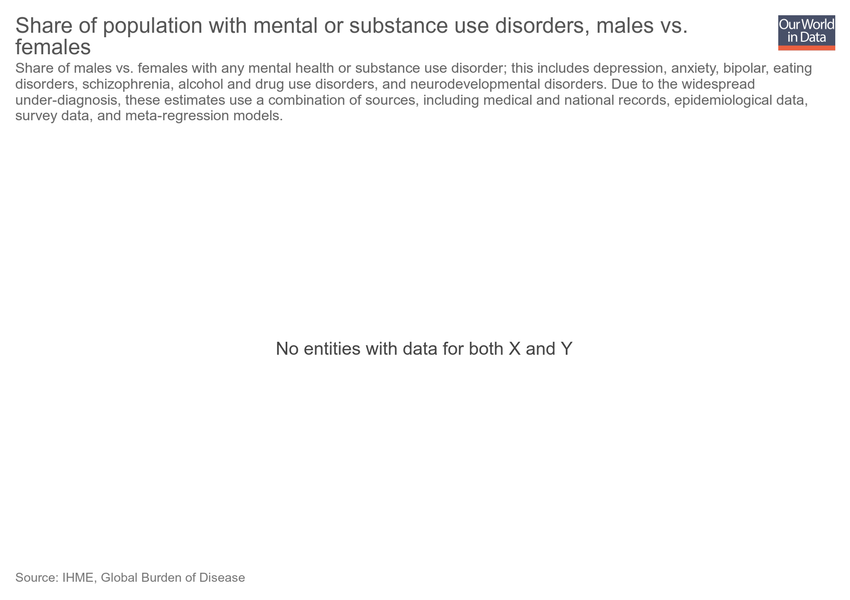 Share of population with mental or substance use disorders, males vs.
females
Our World
in Data
Share of males vs. females with any mental health or substance use disorder; this includes depression, anxiety, bipolar, eating
disorders, schizophrenia, alcohol and drug use disorders, and neurodevelopmental disorders. Due to the widespread
under-diagnosis, these estimates use a combination of sources, including medical and national records, epidemiological data,
survey data, and meta-regression models.
No entities with data for both X and Y
Source: IHME, Global Burden of Disease